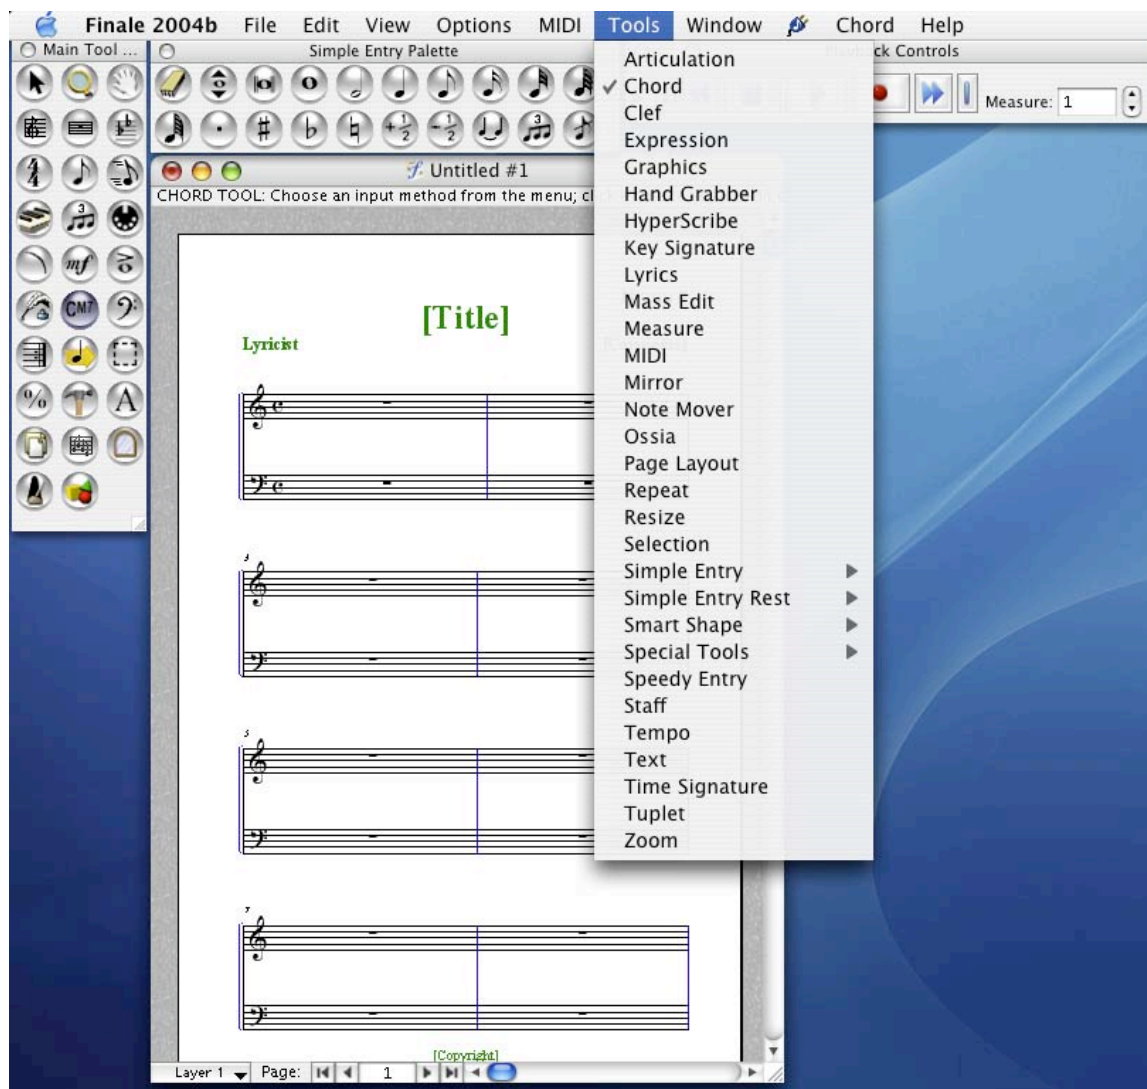 Finale 2004b File Edit View Options MIDI Tools Window Chord Help
Main Tool ...
Simple Entry Palette
ck Controls
Measure: 1
Untitled #1
CHORD TOOL: Choose an input method from the menu; cl
[Title]
Lyricist
[Copyright]
Layer 1 Page: 1
mf
CM7
A
Articulation
✓ Chord
Clef
Expression
Graphics
Hand Grabber
HyperScribe
Key Signature
Lyrics
Mass Edit
Measure
MIDI
Mirror
Note Mover
Ossia
Page Layout
Repeat
Resize
Selection
Simple Entry
Simple Entry Rest
Smart Shape
Special Tools
Speedy Entry
Staff
Tempo
Text
Time Signature
Tuplet
Zoom